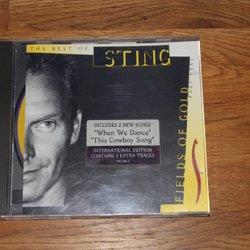 THE BEST OF STING
INCLUDES 2 NEW SONGS
"When We Dance"
"This Cowboy Song"
INTERNATIONAL EDITION
CONTAINS 3 EXTRA TRACKS
FIELDS OF GOLD